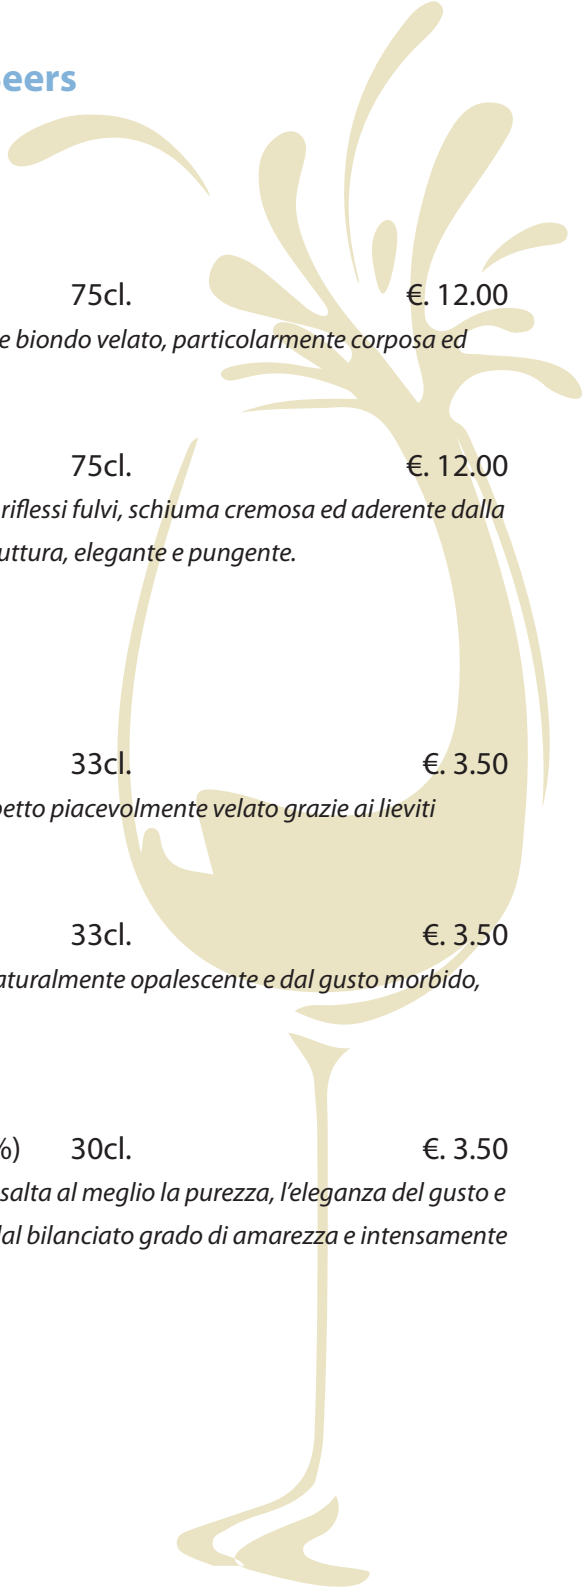 eers
75cl. €. 12.00
e biondo velato, particolarmente corposa ed
75cl. €. 12.00
riflessi fulvi, schiuma cremosa ed aderente dalla
uttura, elegante e pungente.
33cl. €. 3.50
petto piacevolmente velato grazie ai lieviti
33cl. €. 3.50
aturalmente opalescente e dal gusto morbido,
%) 30cl. €. 3.50
salta al meglio la purezza, l'eleganza del gusto e
dal bilanciato grado di amarezza e intensamente